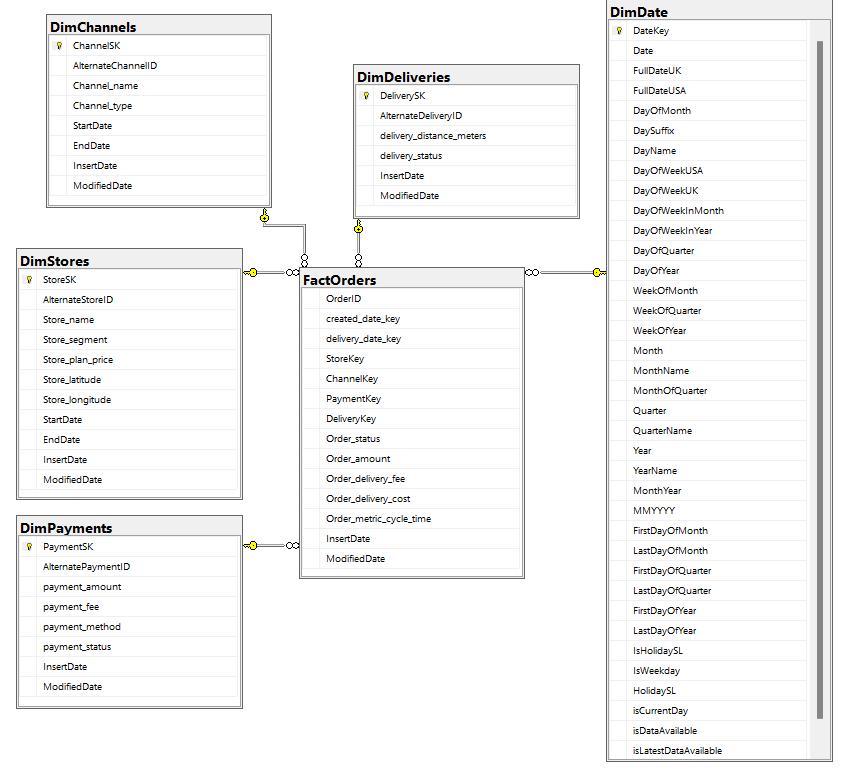 DimChannels
ChannelSK
AlternateChannelID
Channel_name
Channel_type
StartDate
EndDate
InsertDate
ModifiedDate
DimDeliveries
DeliverySK
AlternateDeliveryID
delivery_distance_meters
delivery_status
InsertDate
ModifiedDate
DimDate
DateKey
Date
FullDateUK
FullDateUSA
DayOfMonth
DaySuffix
DayName
DayOfWeekUSA
DayOfWeekUK
DayOfWeekInMonth
DayOfWeekInYear
DayOfQuarter
DayOfYear
WeekOfMonth
WeekOfQuarter
WeekOfYear
Month
MonthName
MonthOfQuarter
Quarter
QuarterName
Year
YearName
MonthYear
MMYYYY
FirstDayOfMonth
LastDayOfMonth
FirstDayOfQuarter
LastDayOfQuarter
FirstDayOfYear
LastDayOfYear
IsHolidaySL
IsWeekday
HolidaySL
isCurrentDay
isDataAvailable
isLatestDataAvailable
DimStores
StoreSK
AlternateStoreID
Store_name
Store_segment
Store_plan_price
Store_latitude
Store_longitude
StartDate
EndDate
InsertDate
ModifiedDate
FactOrders
OrderID
created_date_key
delivery_date_key
StoreKey
ChannelKey
PaymentKey
DeliveryKey
Order_status
Order_amount
Order_delivery_fee
Order_delivery_cost
Order_metric_cycle_time
InsertDate
ModifiedDate
DimPayments
PaymentSK
AlternatePaymentID
payment_amount
payment_fee
payment_method
payment_status
InsertDate
ModifiedDate